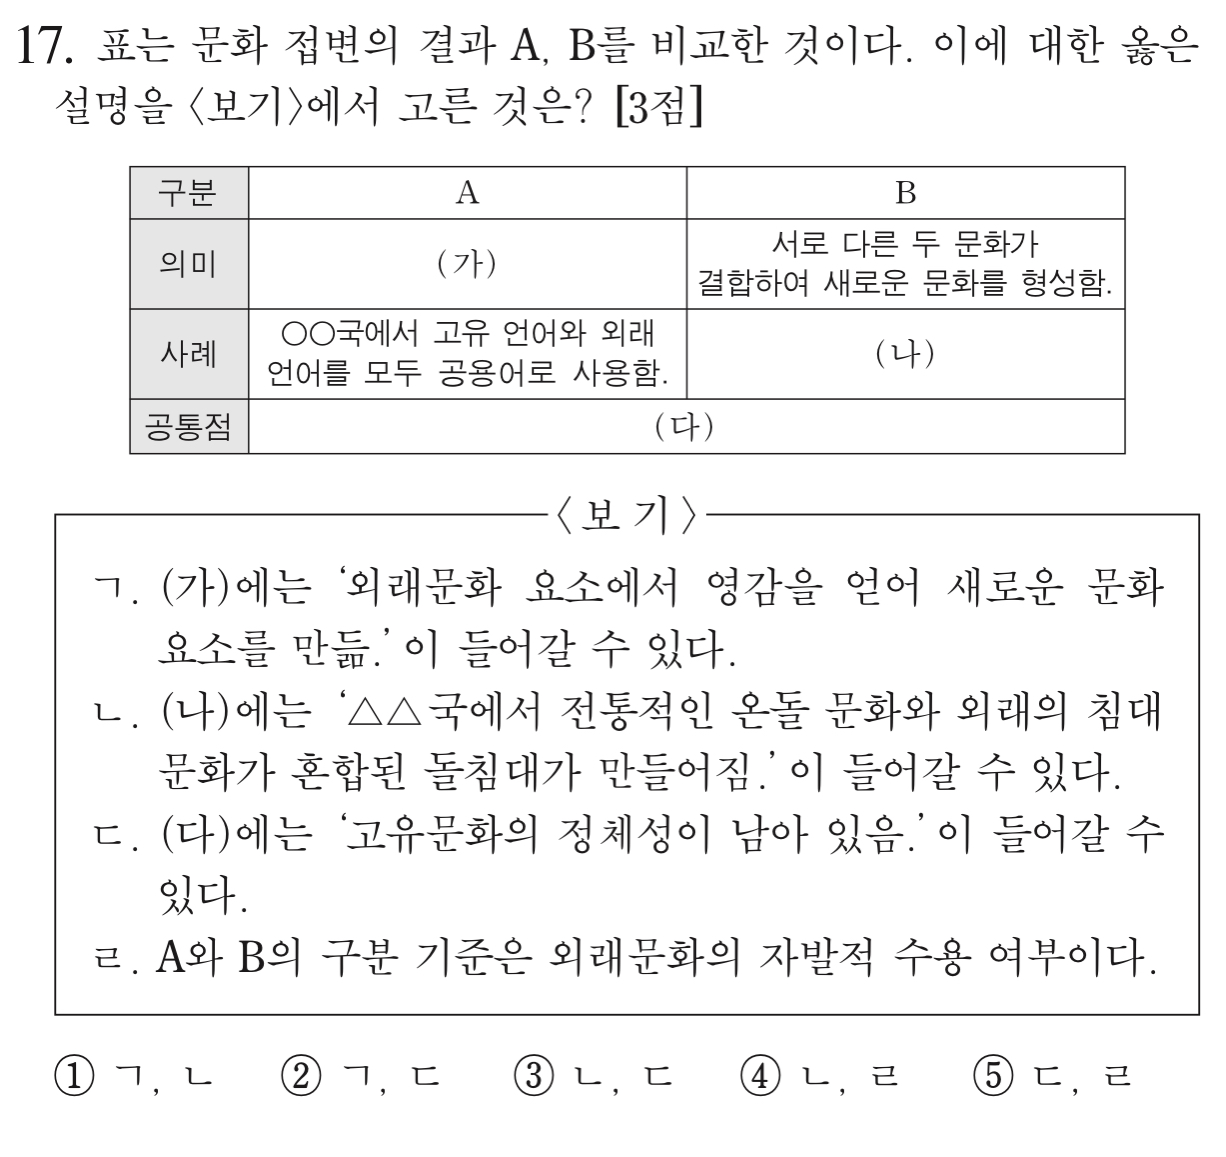 17. 표는 문화 접변의 결과 A, B를 비교한 것이다. 이에 대한 옳은
설명을 〈보기〉에서 고른 것은? [3점]
구분 A B
의미 (가) 서로 다른 두 문화가
결합하여 새로운 문화를 형성함.
사례 ○○국에서 고유 언어와 외래
언어를 모두 공용어로 사용함. (나)
공통점 (다)
〈보기〉
ㄱ. (가)에는 ‘외래문화 요소에서 영감을 얻어 새로운 문화
요소를 만듦.’이 들어갈 수 있다.
ㄴ. (나)에는 ‘△△국에서 전통적인 온돌 문화와 외래의 침대
문화가 혼합된 돌침대가 만들어짐.’이 들어갈 수 있다.
ㄷ. (다)에는 ‘고유문화의 정체성이 남아 있음.’이 들어갈 수
있다.
ㄹ. A와 B의 구분 기준은 외래문화의 자발적 수용 여부이다.
① ㄱ, ㄴ ② ㄱ, ㄷ ③ ㄴ, ㄷ ④ ㄴ, ㄹ ⑤ ㄷ, ㄹ